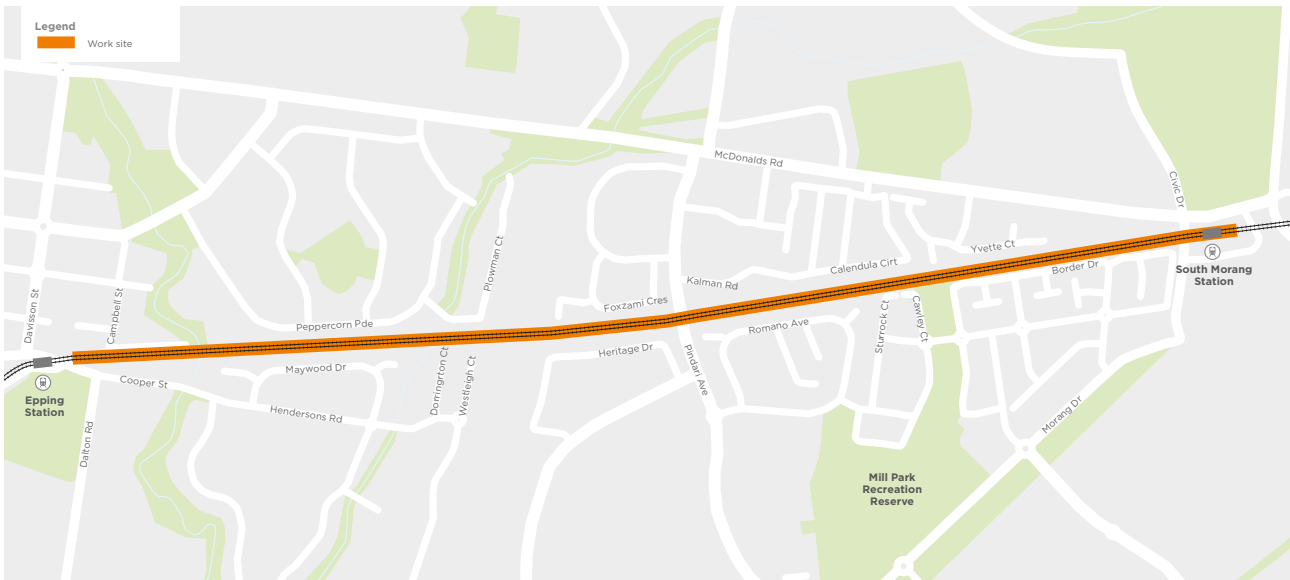 Legend
Work site
McDonalds Rd
Civic Dr
Plowman Ct
Yvette Ct
Calendula Cirt
Border Dr
South Morang
Station
Kalman Rd
Foxzami Cres
Davisson St
Campbell St
Peppercorn Pde
Romano Ave
Sturrock Ct
Cawley Ct
Heritage Dr
Pindari Ave
Maywood Dr
Dorringrton Ct
Westleigh Ct
Cooper St
Epping
Station
Hendersons Rd
Dalton Rd
Morang Dr
Mill Park
Recreation
Reserve